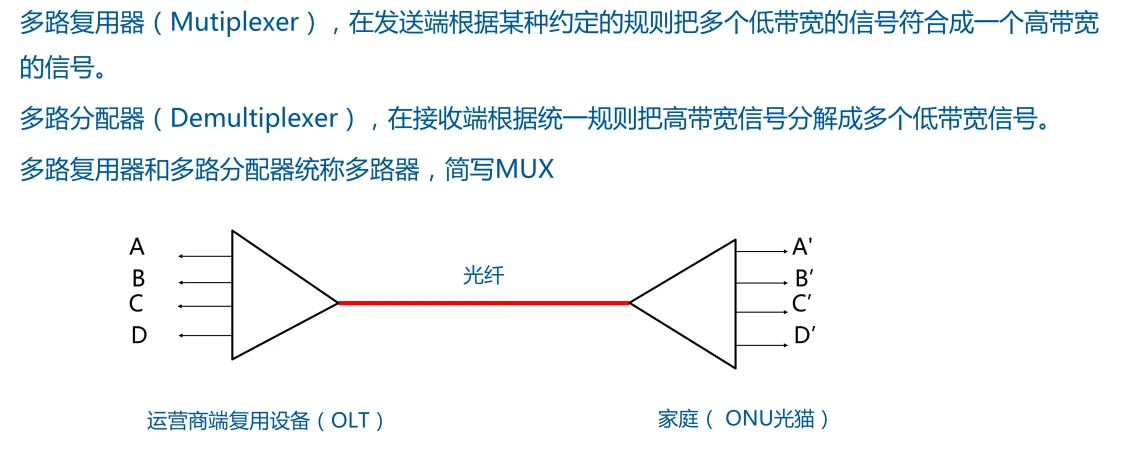 多路复用器（Mutiplexer），在发送端根据某种约定的规则把多个低带宽的信号符合成一个高带宽
的信号。
多路分配器（Demultiplexer），在接收端根据统一规则把高带宽信号分解成多个低带宽信号。
多路复用器和多路分配器统称多路器，简写MUX
A
B
C
D
光纤
A'
B′
C′
D′
运营商端复用设备（OLT）
家庭（ ONU光猫）